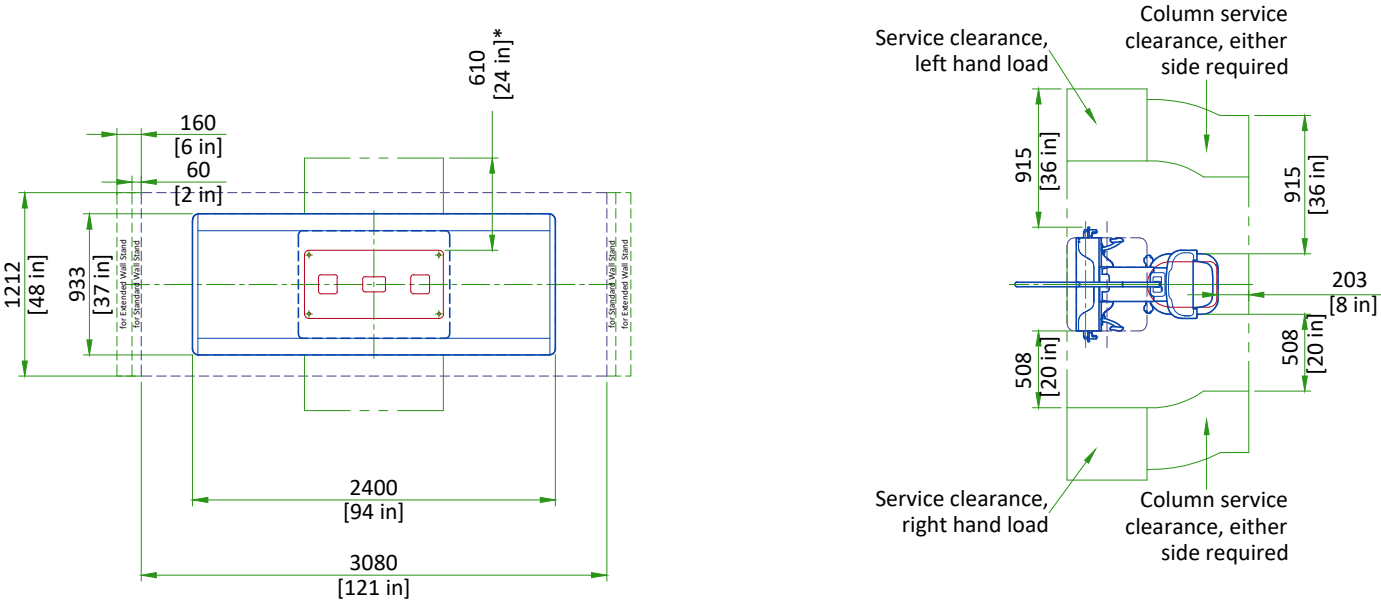 610
[24 in]*
160
[6 in]
60
[2 in]
1212
[48 in]
933
[37 in]
for Extended Wall Stand
for Standard Wall Stand
for Standard Wall Stand
for Extended Wall Stand
2400
[94 in]
3080
[121 in]
Service clearance,
left hand load
Column service
clearance, either
side required
915
[36 in]
915
[36 in]
203
[8 in]
508
[20 in]
508
[20 in]
Service clearance,
right hand load
Column service
clearance, either
side required